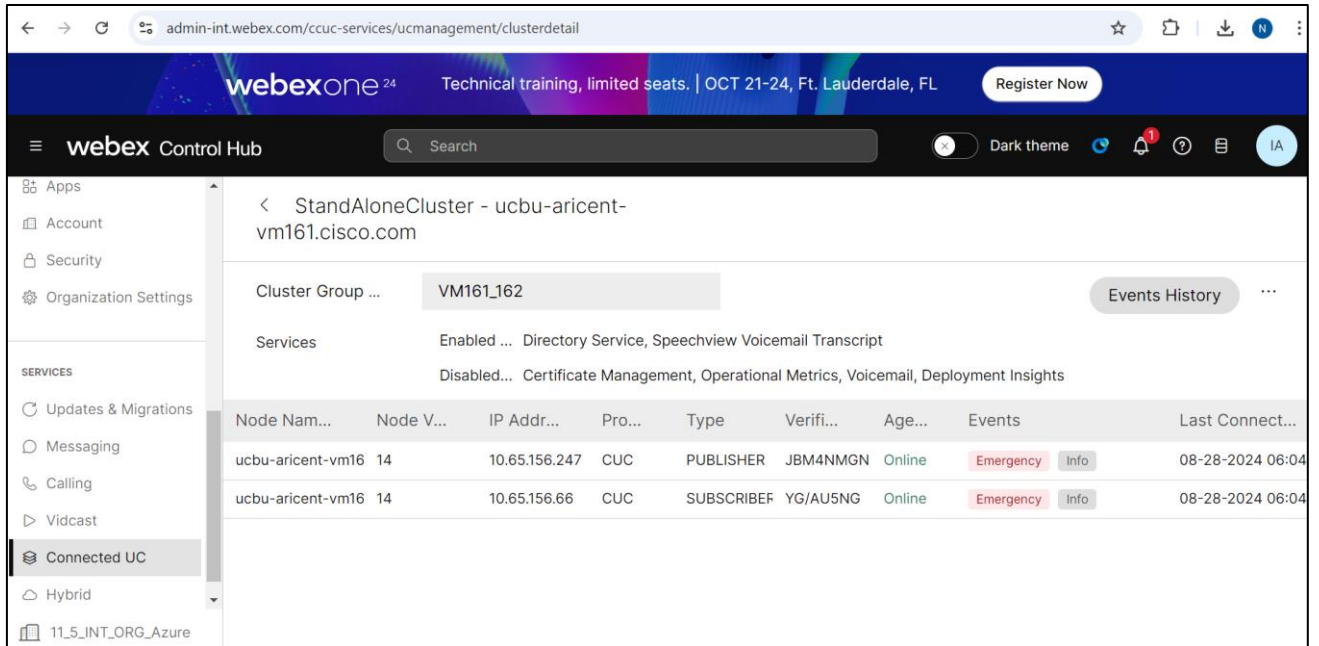 admin-int.webex.com/ccuc-services/ucmanagement/clusterdetail
N
webexone 24 Technical training, limited seats. | OCT 21-24, Ft. Lauderdale, FL Register Now
webex Control Hub Search Dark theme 1 IA
Apps
Account
Security
Organization Settings
SERVICES
Updates & Migrations
Messaging
Calling
Vidcast
Connected UC
Hybrid
11_5_INT_ORG_Azure
StandAloneCluster - ucbu-aricent-
vm161.cisco.com
Cluster Group ... VM161_162 Events History ...
Services Enabled ... Directory Service, Speechview Voicemail Transcript
Disabled... Certificate Management, Operational Metrics, Voicemail, Deployment Insights
Node Nam... Node V... IP Addr... Pro... Type Verifi... Age... Events Last Connect...
ucbu-aricent-vm16 14 10.65.156.247 CUC PUBLISHER JBM4NMGN Online Emergency Info 08-28-2024 06:04
ucbu-aricent-vm16 14 10.65.156.66 CUC SUBSCRIBER YG/AU5NG Online Emergency Info 08-28-2024 06:04